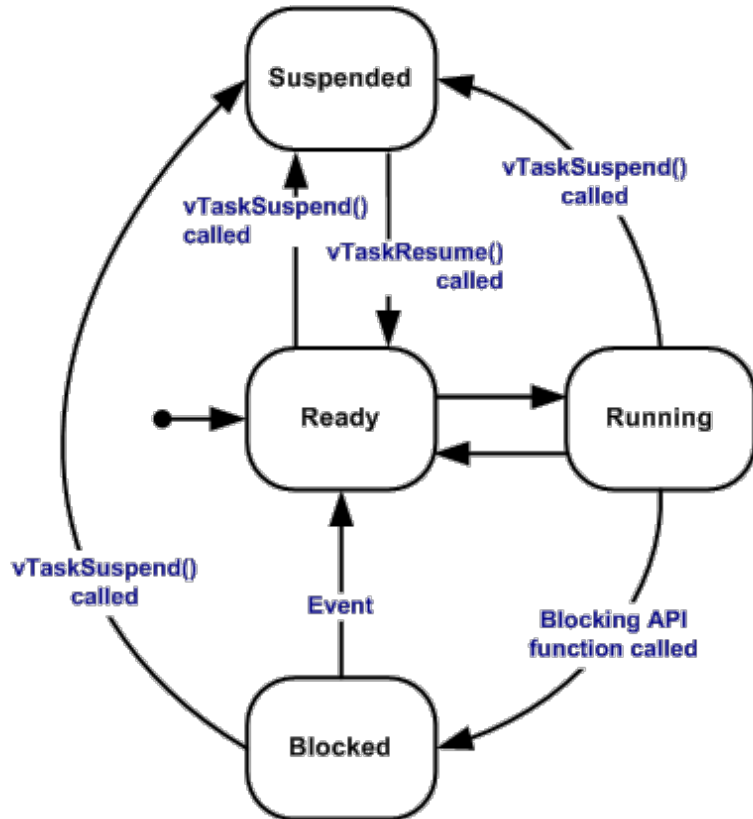 Suspended
vTaskSuspend()
called
vTaskSuspend()
called
vTaskResume()
called
Ready
Running
vTaskSuspend()
called
Event
Blocking API
function called
Blocked